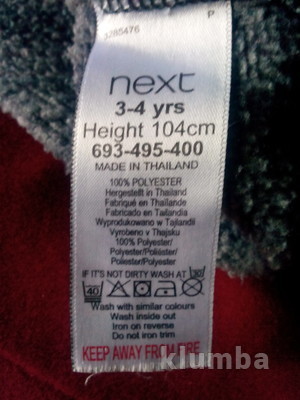 P
3285476
next
3-4 yrs
Height 104cm
693-495-400
MADE IN THAILAND
100% POLYESTER
Hergestellt in Thailand
Fabriqué en Thaïlande
Fabricado en Tailandia
Wyprodukowano w Tajlandii
Vyrobeno v Thajsku
100% Polyester/
Polyester/Poliéster/
Poliester/Polyester
IF IT'S NOT DIRTY WASH AT 30
40
Wash with similar colours
Wash inside out
Iron on reverse
Do not iron trim
KEEP AWAY FROM FIRE
klumba